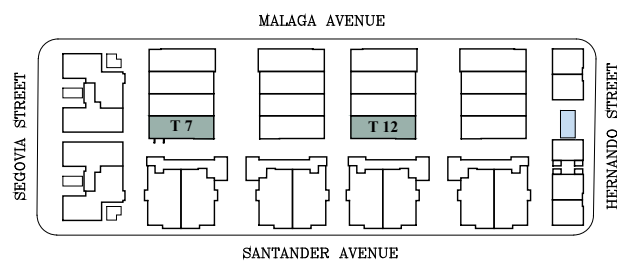 MALAGA AVENUE
SEGOVIA STREET
T 7
T 12
HERNANDO STREET
SANTANDER AVENUE